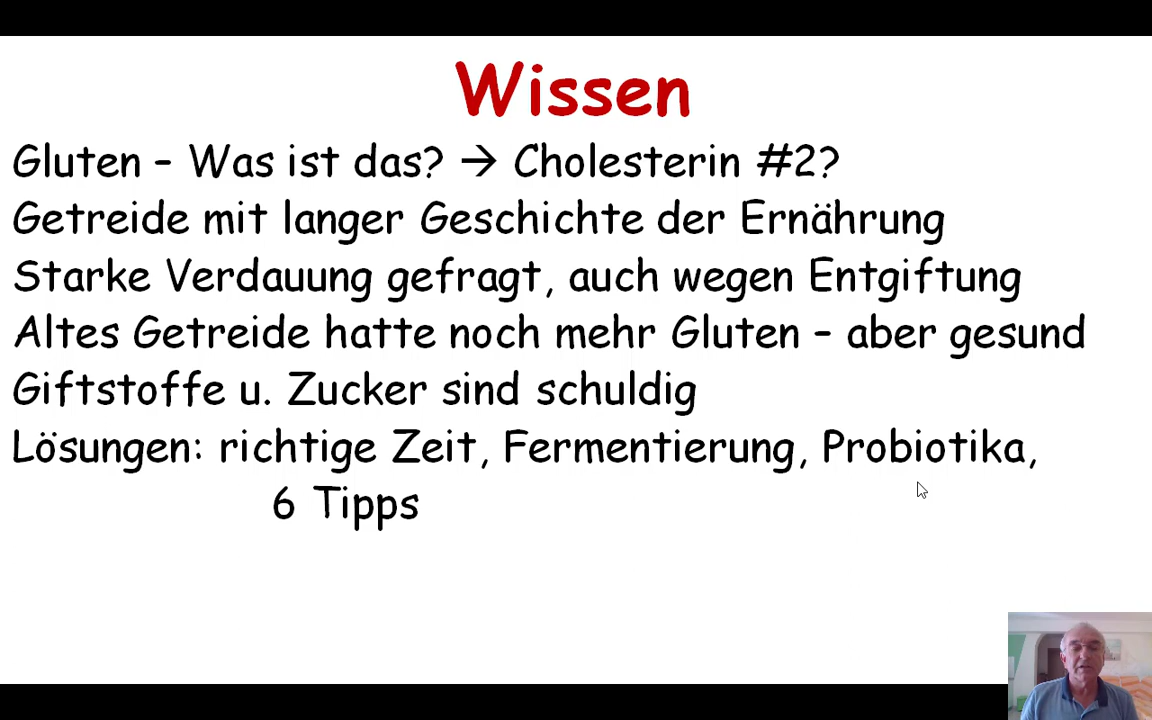 Wissen
Gluten – Was ist das? → Cholesterin #2?
Getreide mit langer Geschichte der Ernährung
Starke Verdauung gefragt, auch wegen Entgiftung
Altes Getreide hatte noch mehr Gluten – aber gesund
Giftstoffe u. Zucker sind schuldig
Lösungen: richtige Zeit, Fermentierung, Probiotika,
6 Tipps